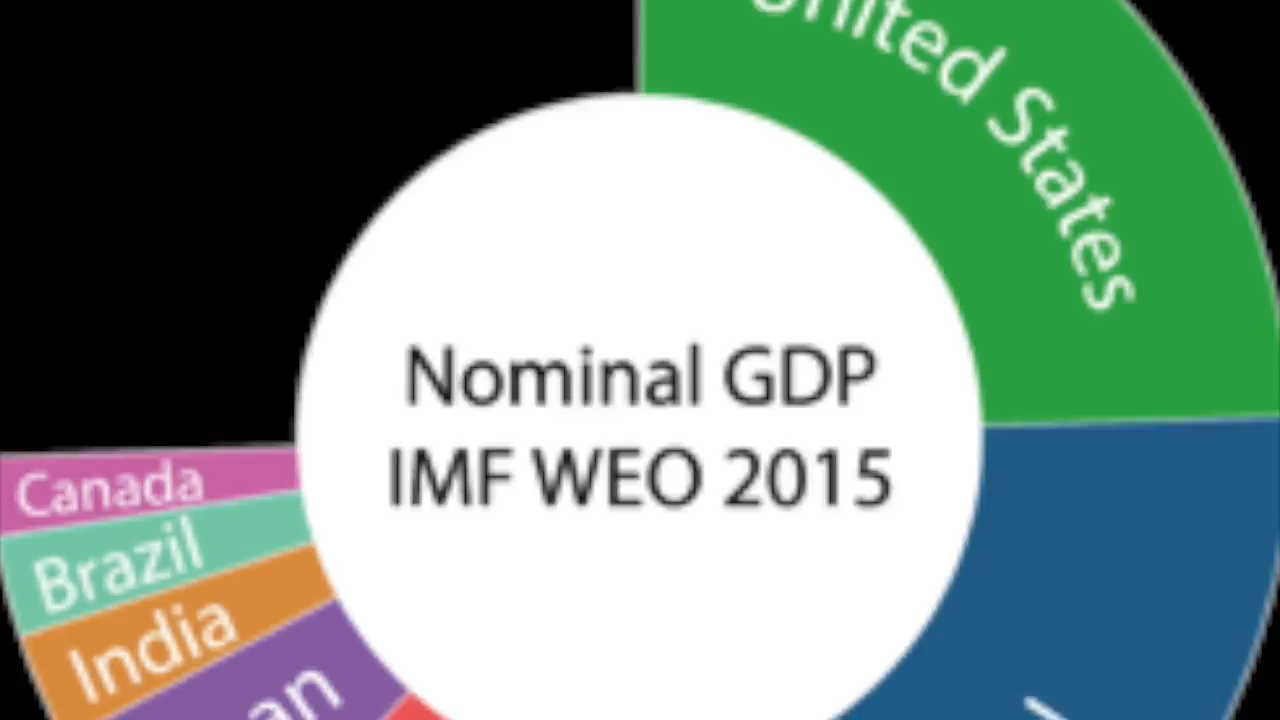 United States
Nominal GDP
IMF WEO 2015
Canada
Brazil
India